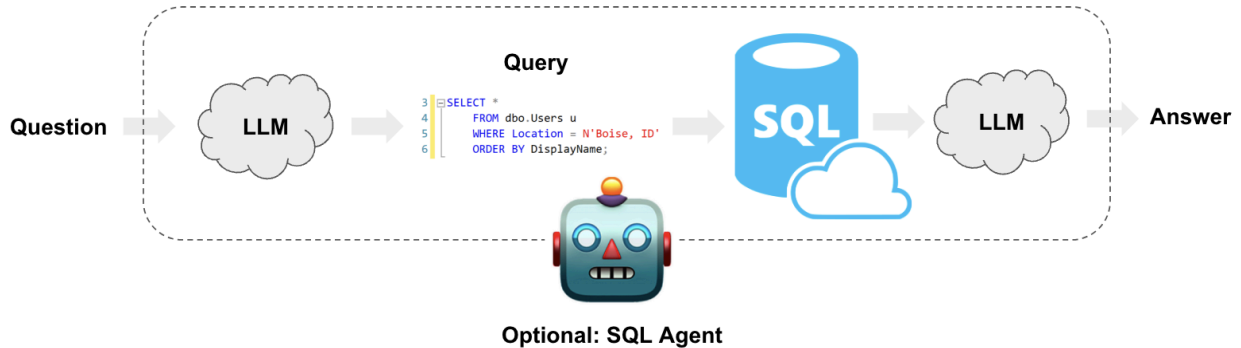 Query
Question
LLM
3 SELECT *
4 FROM dbo.Users u
5 WHERE Location = N'Boise, ID'
6 ORDER BY DisplayName;
SQL
LLM
Answer
Optional: SQL Agent